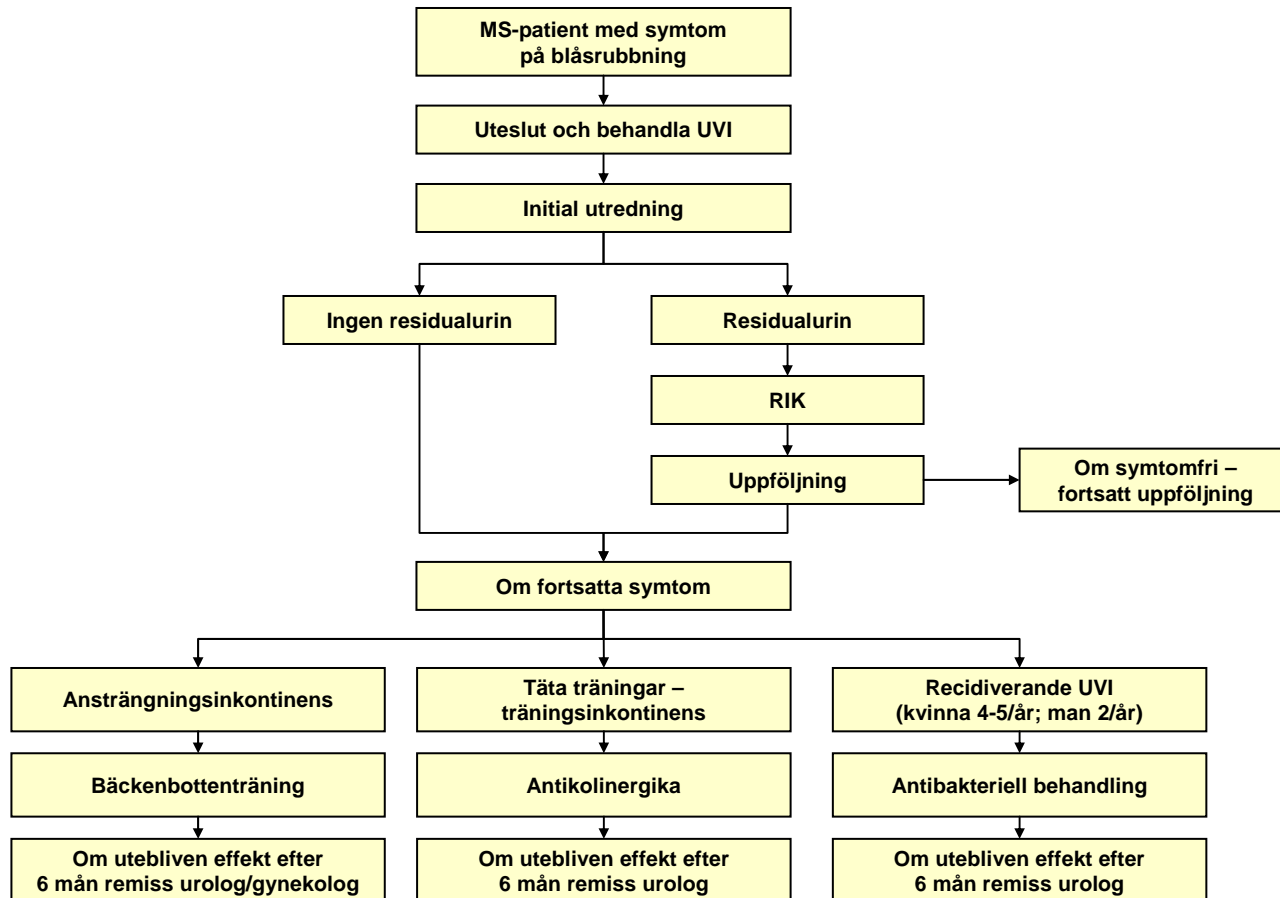 MS-patient med symtom
på blåsrubbning
Uteslut och behandla UVI
Initial utredning
Ingen residualurin
Residualurin
RIK
Uppföljning
Om symtomfri –
fortsatt uppföljning
Om fortsatta symtom
Ansträngningsinkontinens
Täta träningar –
träningsinkontinens
Recidiverande UVI
(kvinna 4-5/år; man 2/år)
Bäckenbottenträning
Antikolinergika
Antibakteriell behandling
Om utebliven effekt efter
6 mån remiss urolog/gynekolog
Om utebliven effekt efter
6 mån remiss urolog
Om utebliven effekt efter
6 mån remiss urolog